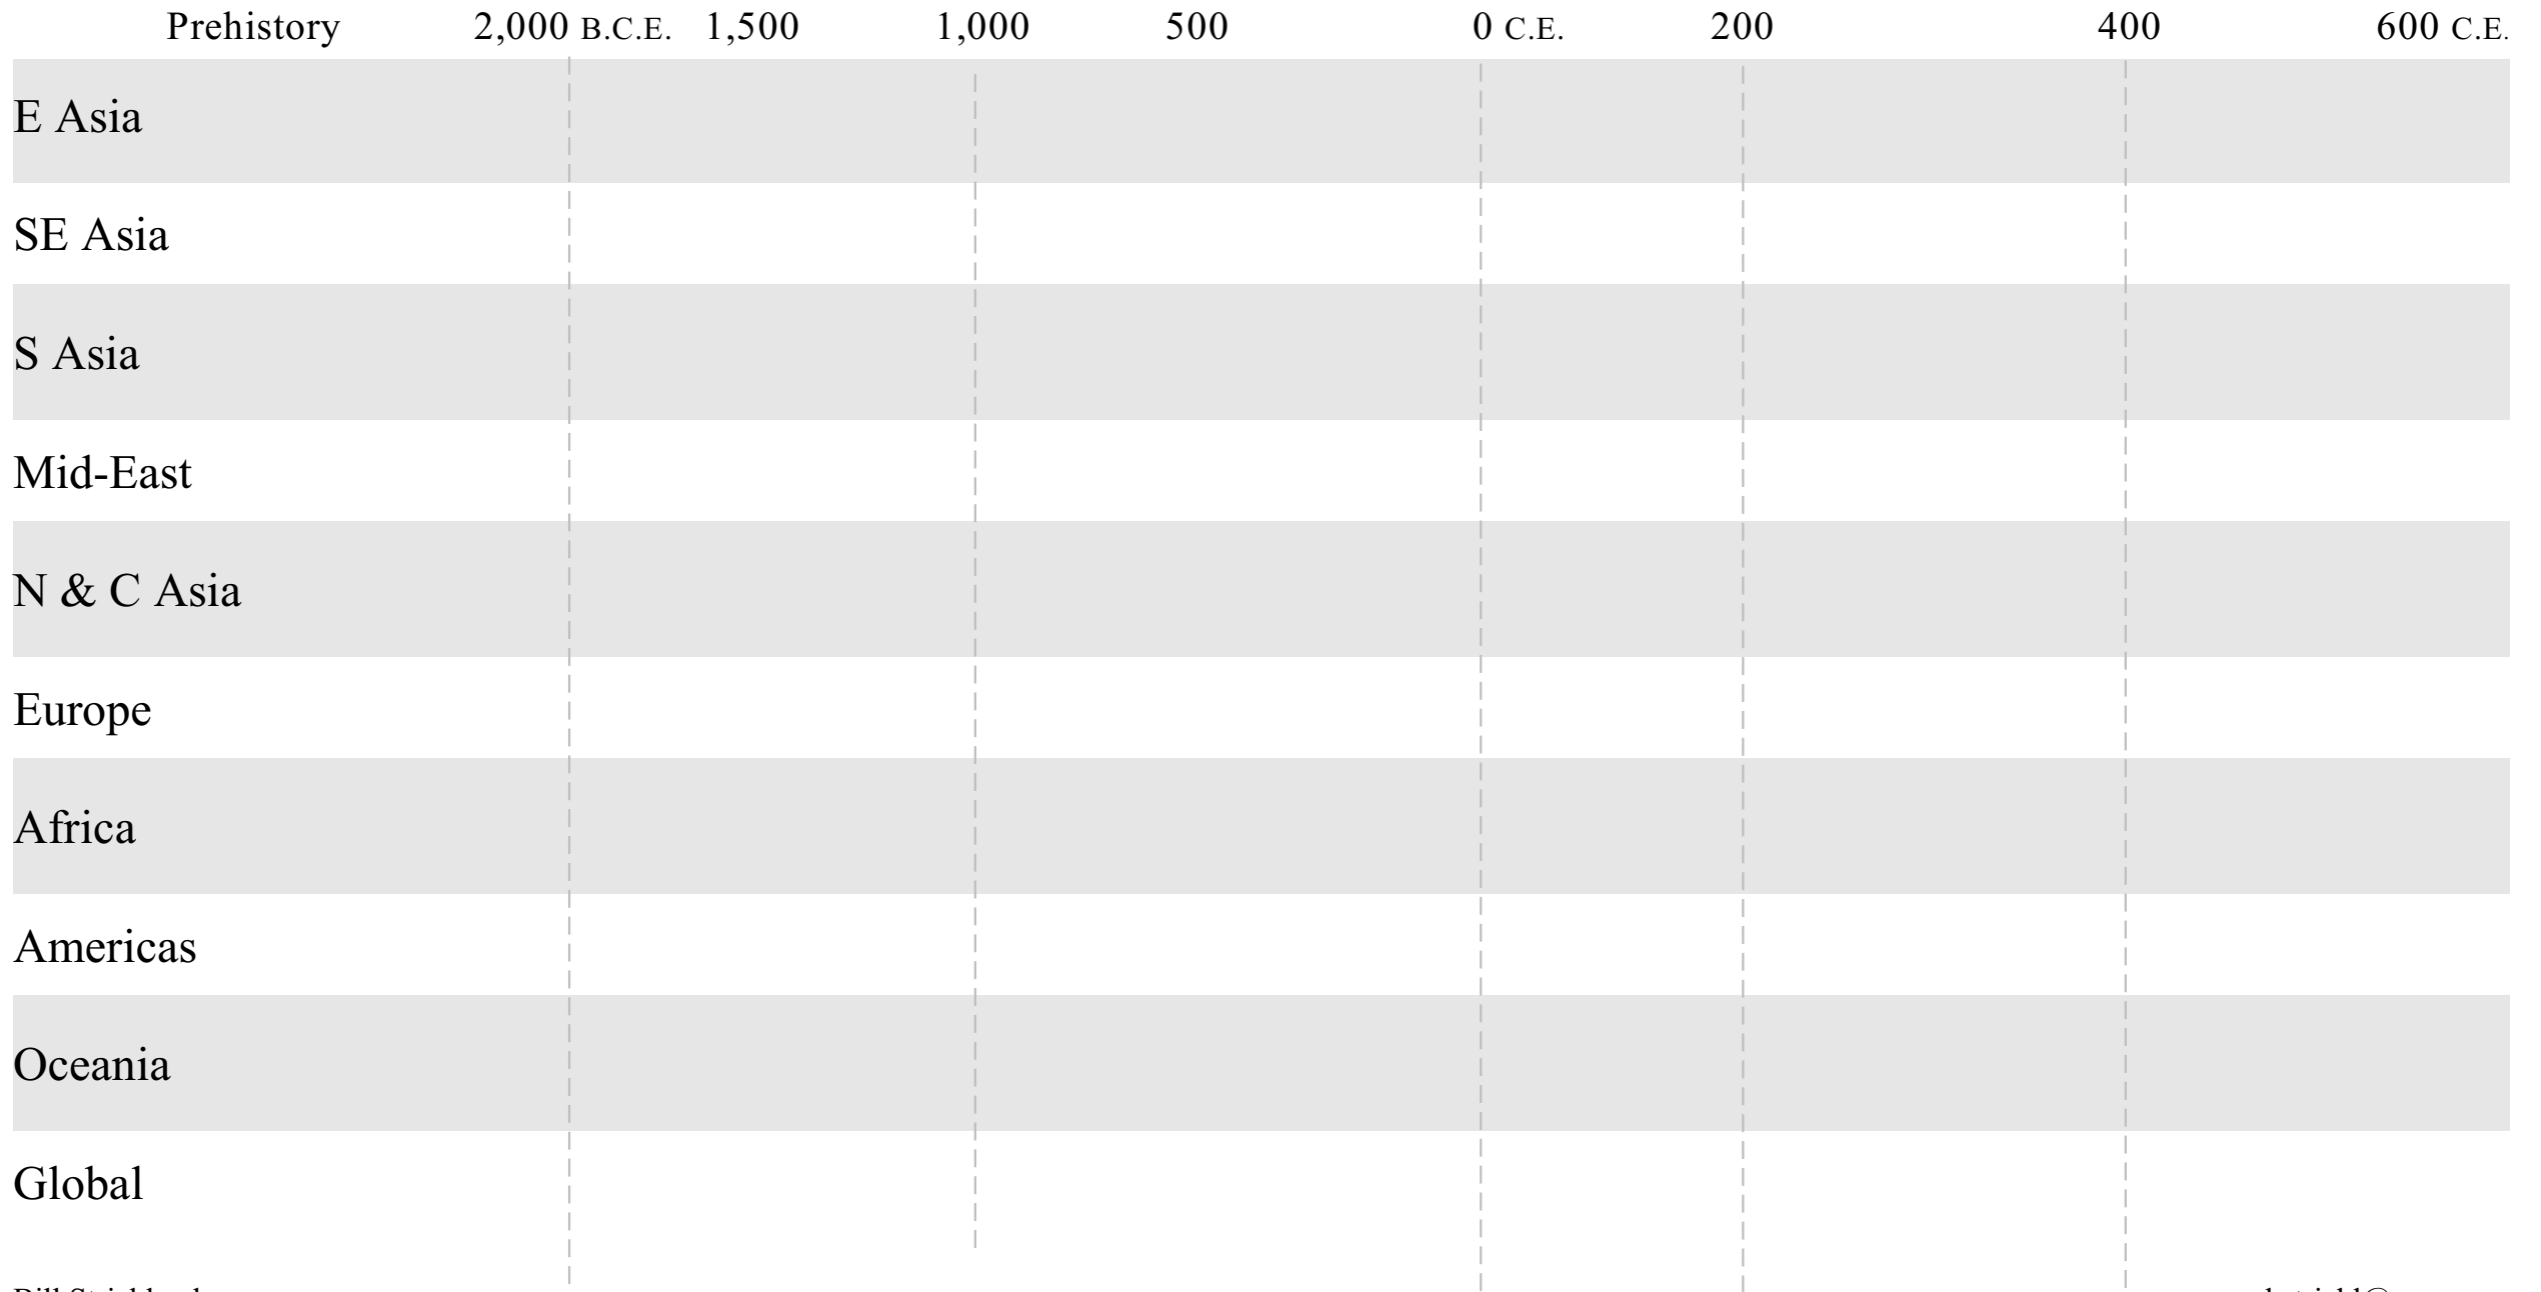 Prehistory 2,000 B.C.E. 1,500 1,000 500 0 C.E. 200 400 600 C.E.
E Asia
SE Asia
S Asia
Mid-East
N & C Asia
Europe
Africa
Americas
Oceania
Global